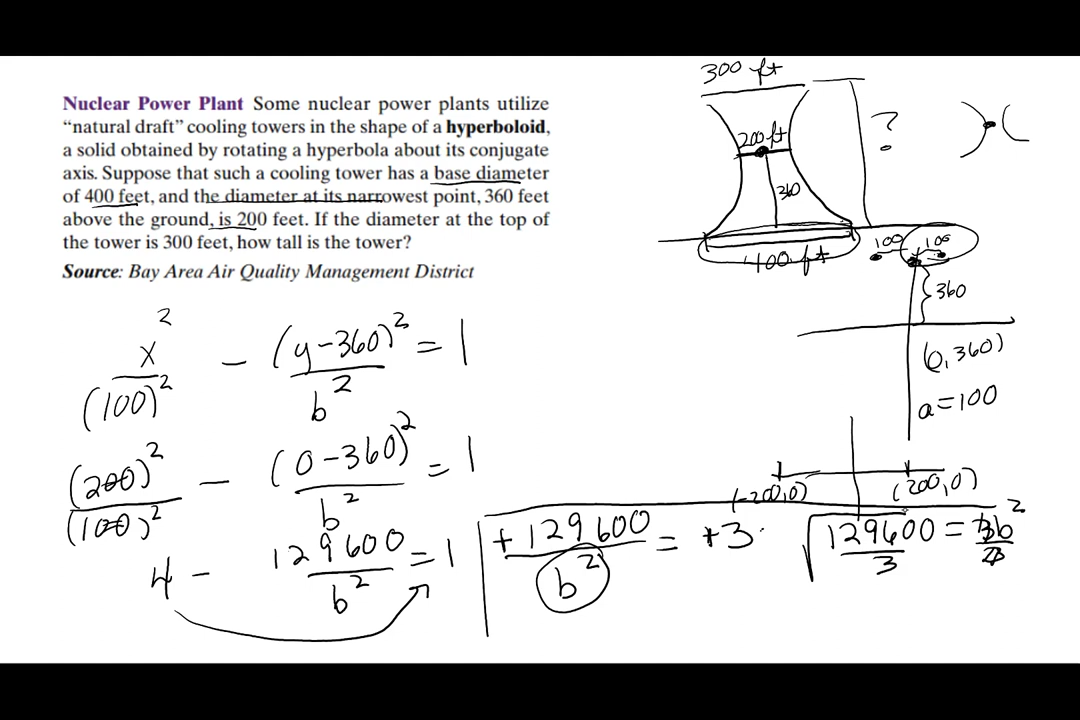 Nuclear Power Plant Some nuclear power plants utilize
“natural draft” cooling towers in the shape of a hyperboloid,
a solid obtained by rotating a hyperbola about its conjugate
axis. Suppose that such a cooling tower has a base diameter
of 400 feet, and the diameter at its narrowest point, 360 feet
above the ground, is 200 feet. If the diameter at the top of
the tower is 300 feet, how tall is the tower?
Source: Bay Area Air Quality Management District
300 ft
200 ft
?
360
400 ft
100 100
360
(0, 360)
a=100
(-200,0) (200,0)
x²/(100)² - (y-360)²/b² = 1
(200)²/(100)² - (0-360)²/b² = 1
4 - 129600/b² = 1
+129600/b² = +3
√129600/3 = 3b²/3